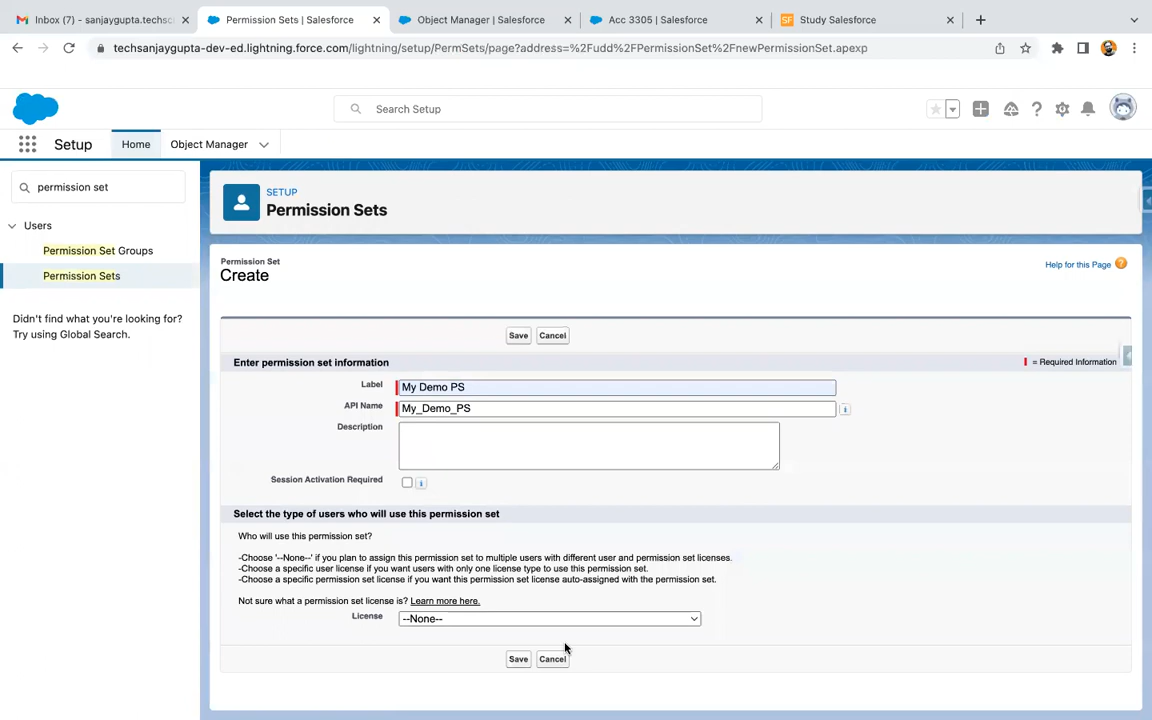 Inbox (7) - sanjaygupta.techsc
Permission Sets | Salesforce
Object Manager | Salesforce
Acc 3305 | Salesforce
SF
Study Salesforce
techsanjaygupta-dev-ed.lightning.force.com/lightning/setup/PermSets/page?address=%2Fudd%2FPermissionSet%2FnewPermissionSet.apexp
Search Setup
Setup
Home
Object Manager
permission set
Users
Permission Set Groups
Permission Sets
Didn't find what you're looking for?
Try using Global Search.
SETUP
Permission Sets
Permission Set
Create
Help for this Page
Save
Cancel
Enter permission set information
= Required Information
Label
My Demo PS
API Name
My_Demo_PS
i
Description
Session Activation Required
i
Select the type of users who will use this permission set
Who will use this permission set?
-Choose '--None--' if you plan to assign this permission set to multiple users with different user and permission set licenses.
-Choose a specific user license if you want users with only one license type to use this permission set.
-Choose a specific permission set license if you want this permission set license auto-assigned with the permission set.
Not sure what a permission set license is? Learn more here.
License
--None--
Save
Cancel